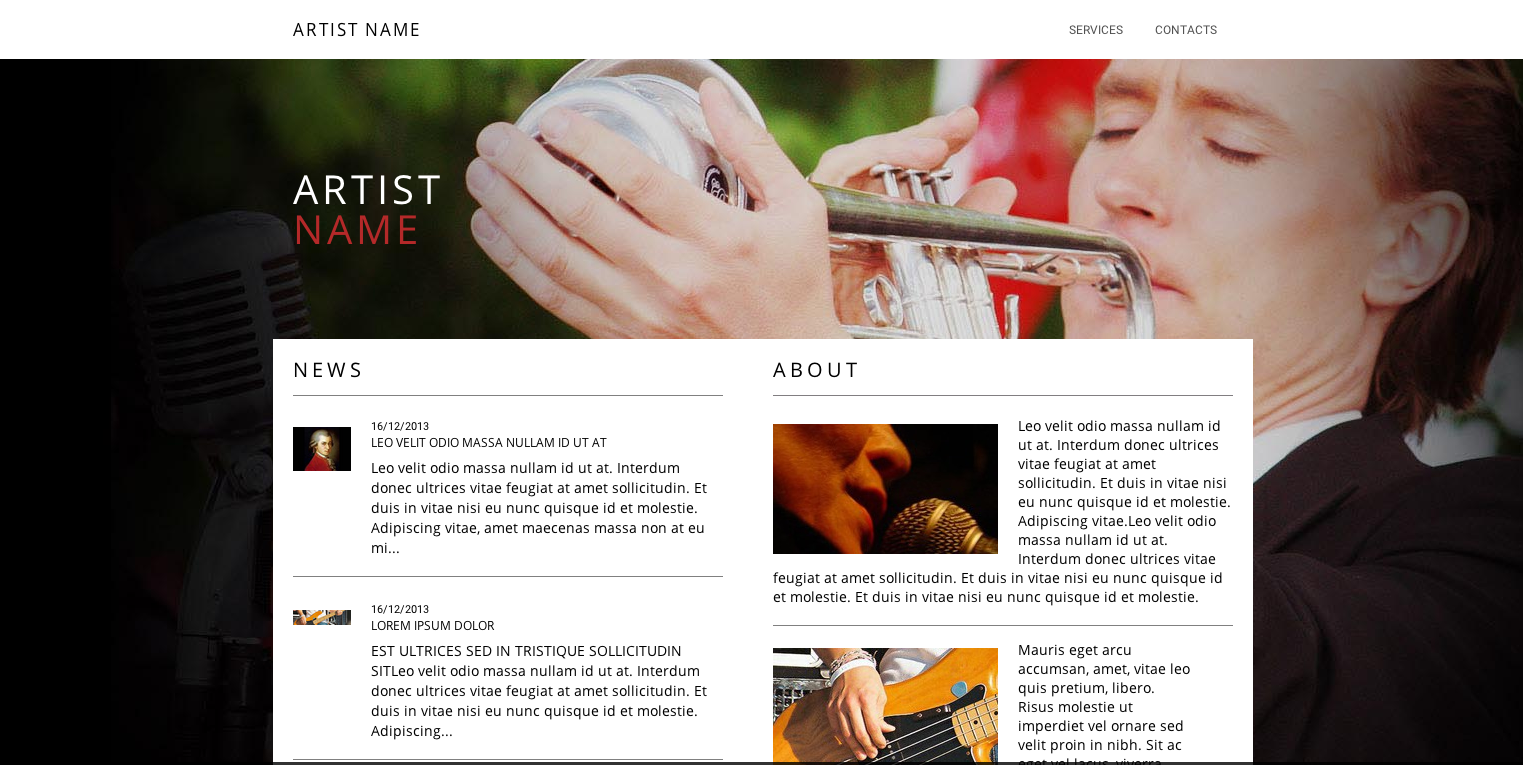 ARTIST NAME
SERVICES
CONTACTS
ARTIST
NAME
NEWS
16/12/2013
LEO VELIT ODIO MASSA NULLAM ID UT AT
Leo velit odio massa nullam id ut at. Interdum
donec ultrices vitae feugiat at amet sollicitudin. Et
duis in vitae nisi eu nunc quisque id et molestie.
Adipiscing vitae, amet maecenas massa non at eu
mi...
16/12/2013
LOREM IPSUM DOLOR
EST ULTRICES SED IN TRISTIQUE SOLLICITUDIN
SITLeo velit odio massa nullam id ut at. Interdum
donec ultrices vitae feugiat at amet sollicitudin. Et
duis in vitae nisi eu nunc quisque id et molestie.
Adipiscing...
ABOUT
Leo velit odio massa nullam id
ut at. Interdum donec ultrices
vitae feugiat at amet
sollicitudin. Et duis in vitae nisi
eu nunc quisque id et molestie.
Adipiscing vitae.Leo velit odio
massa nullam id ut at.
Interdum donec ultrices vitae
feugiat at amet sollicitudin. Et duis in vitae nisi eu nunc quisque id
et molestie. Et duis in vitae nisi eu nunc quisque id et molestie.
Mauris eget arcu
accumsan, amet, vitae leo
quis pretium, libero.
Risus molestie ut
imperdiet vel ornare sed
velit proin in nibh. Sit ac